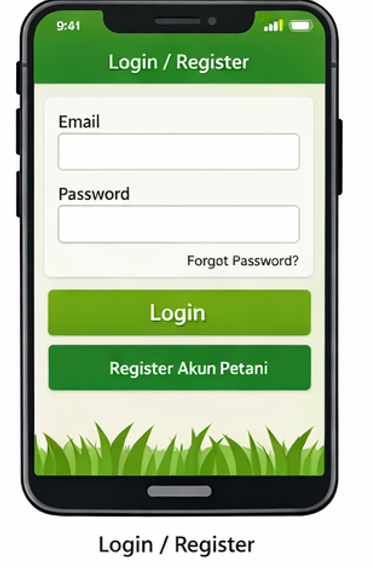 9:41
Login / Register
Email
Password
Forgot Password?
Login
Register Akun Petani
Login / Register